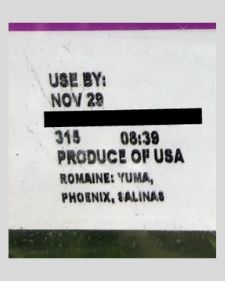 USE BY:
NOV 29
315 08:39
PRODUCE OF USA
ROMAINE: YUMA,
PHOENIX, SALINAS